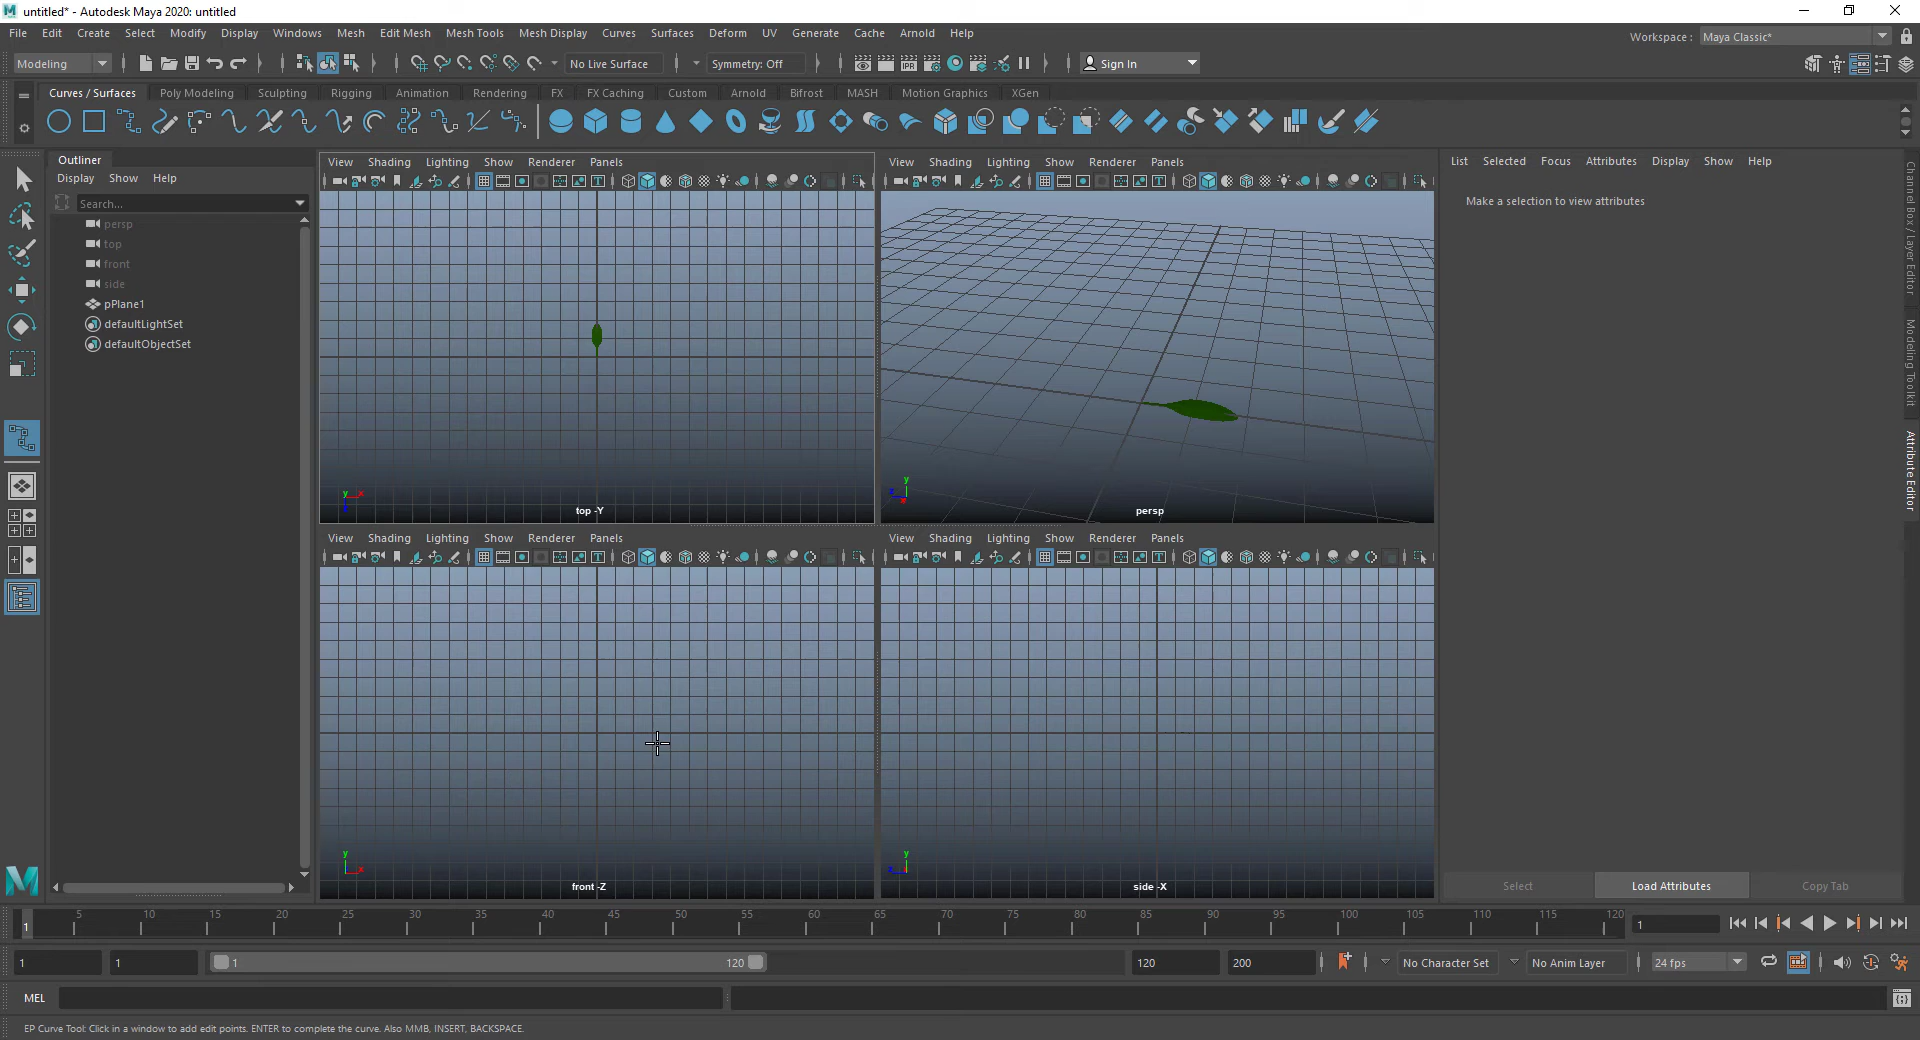 untitled* - Autodesk Maya 2020: untitled
File Edit Create Select Modify Display Windows Mesh Edit Mesh Mesh Tools Mesh Display Curves Surfaces Deform UV Generate Cache Arnold Help Workspace : Maya Classic*
Modeling No Live Surface Symmetry: Off Sign In
Curves / Surfaces Poly Modeling Sculpting Rigging Animation Rendering FX FX Caching Custom Arnold Bifrost MASH Motion Graphics XGen
Outliner
Display Show Help
Search...
persp
top
front
side
pPlane1
defaultLightSet
defaultObjectSet
View Shading Lighting Show Renderer Panels
top -Y
View Shading Lighting Show Renderer Panels
persp
View Shading Lighting Show Renderer Panels
front -Z
View Shading Lighting Show Renderer Panels
side -X
List Selected Focus Attributes Display Show Help
Make a selection to view attributes
Select Load Attributes Copy Tab
Channel Box / Layer Editor
Modeling Toolkit
Attribute Editor
1 5 10 15 20 25 30 35 40 45 50 55 60 65 70 75 80 85 90 95 100 105 110 115 120 1
1 1 1 120 120 200 No Character Set No Anim Layer 24 fps
MEL
EP Curve Tool: Click in a window to add edit points. ENTER to complete the curve. Also MMB, INSERT, BACKSPACE.